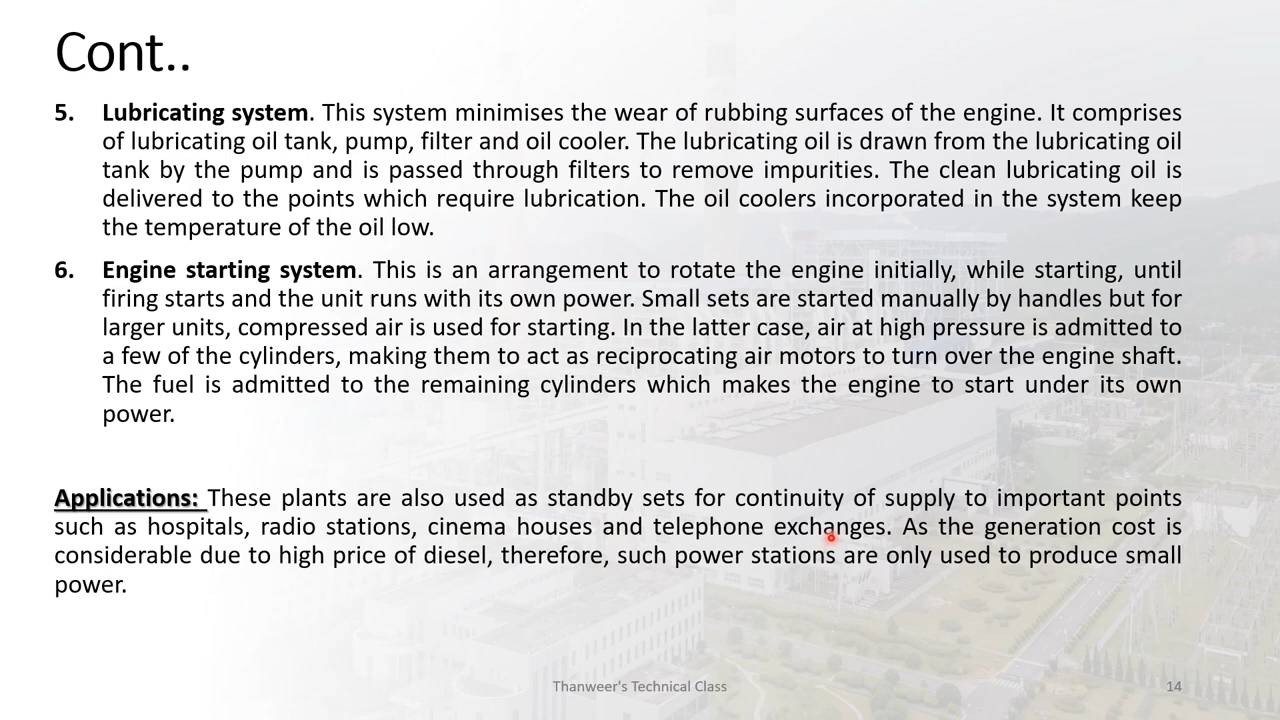 Cont..
5. Lubricating system. This system minimises the wear of rubbing surfaces of the engine. It comprises
of lubricating oil tank, pump, filter and oil cooler. The lubricating oil is drawn from the lubricating oil
tank by the pump and is passed through filters to remove impurities. The clean lubricating oil is
delivered to the points which require lubrication. The oil coolers incorporated in the system keep
the temperature of the oil low.
6. Engine starting system. This is an arrangement to rotate the engine initially, while starting, until
firing starts and the unit runs with its own power. Small sets are started manually by handles but for
larger units, compressed air is used for starting. In the latter case, air at high pressure is admitted to
a few of the cylinders, making them to act as reciprocating air motors to turn over the engine shaft.
The fuel is admitted to the remaining cylinders which makes the engine to start under its own
power.
Applications: These plants are also used as standby sets for continuity of supply to important points
such as hospitals, radio stations, cinema houses and telephone exchanges. As the generation cost is
considerable due to high price of diesel, therefore, such power stations are only used to produce small
power.
Thanweer's Technical Class
14